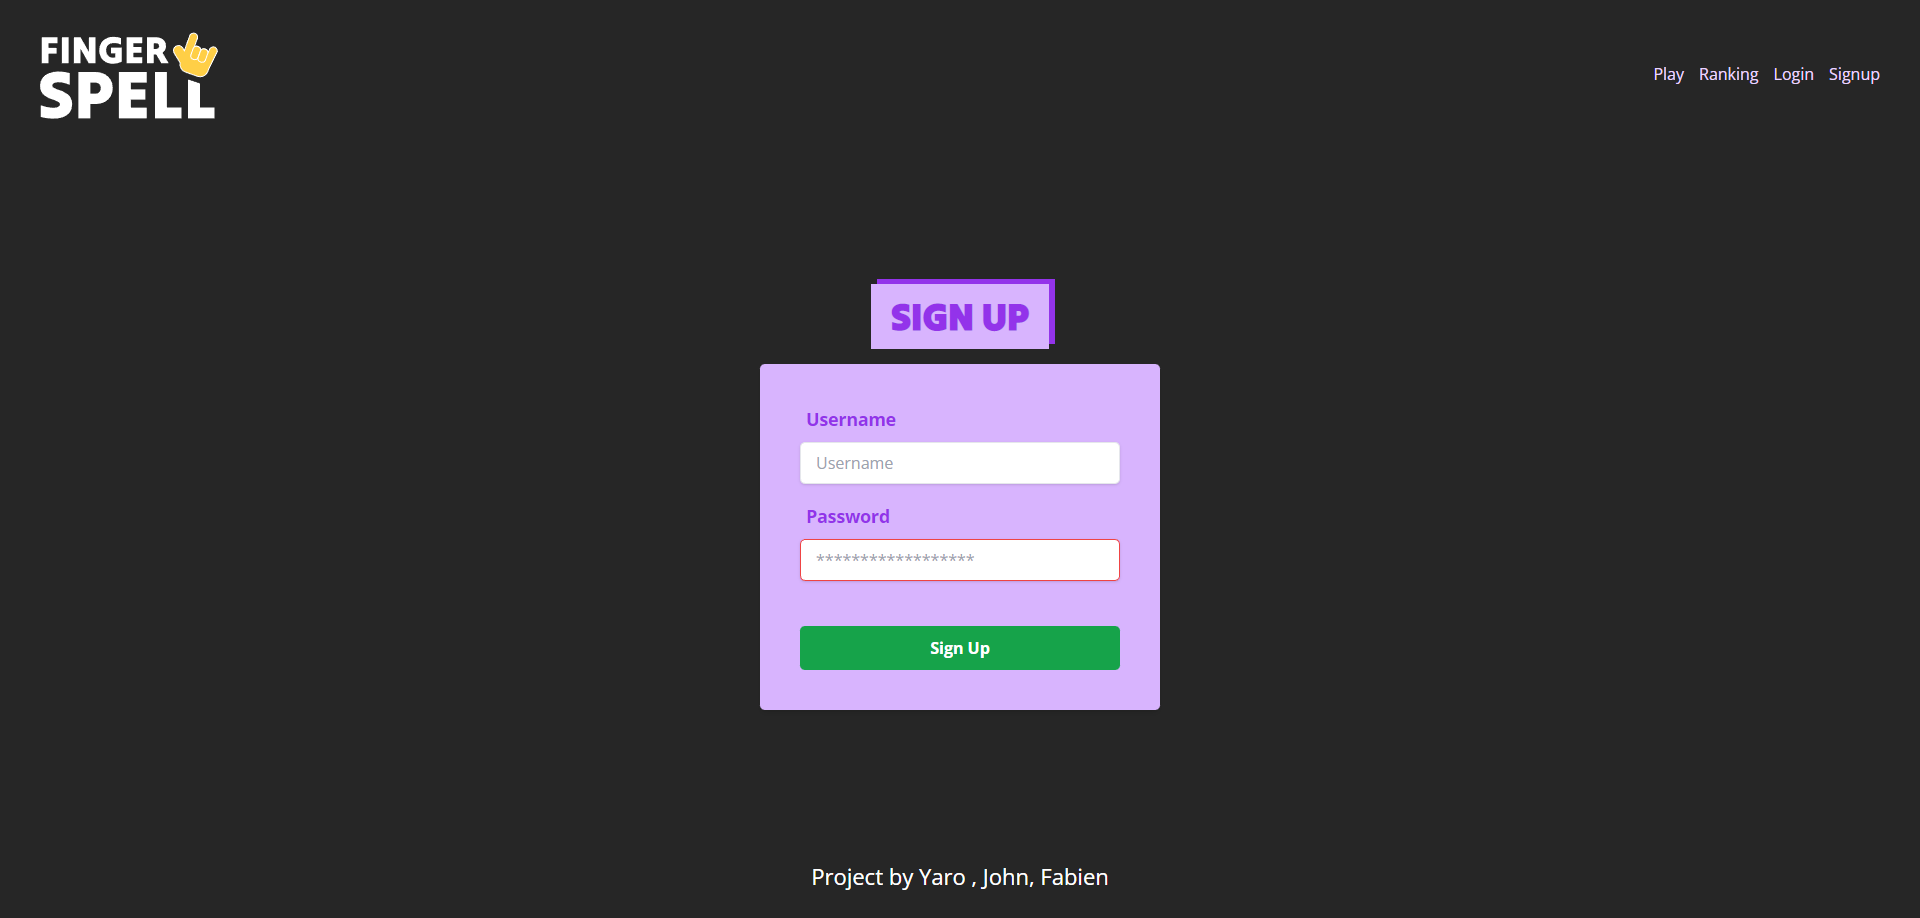 FINGER
SPELL
Play Ranking Login Signup
SIGN UP
Username
Username
Password
******************
Sign Up
Project by Yaro , John, Fabien